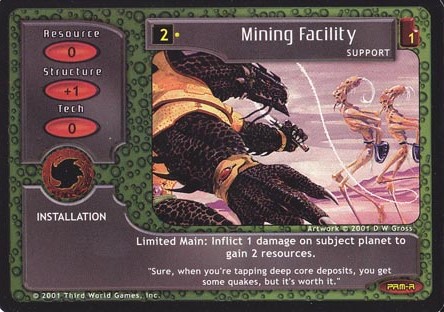 Resource
0
Structure
+1
Tech
0
INSTALLATION
2
Mining Facility
1
SUPPORT
Artwork © 2001 D W Gross
Limited Main: Inflict 1 damage on subject planet to
gain 2 resources.
"Sure, when you're tapping deep core deposits, you get
some quakes, but it's worth it."
© 2001 Third World Games, Inc.
PRM-A